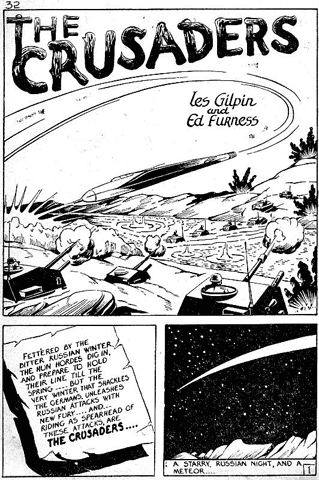 32
THE
CRUSADERS
Les Gilpin
and
Ed Furness
FETTERED BY THE
BITTER RUSSIAN WINTER,
THE HUN HORDES DIG IN,
AND PREPARE TO HOLD
THEIR LINE TILL THE
SPRING.... BUT THE
VERY WINTER THAT SHACKLES
THE GERMANS, UNLEASHES
RUSSIAN ATTACKS WITH
NEW FURY.... AND....
RIDING AS SPEARHEAD OF
THESE ATTACKS, ARE
THE CRUSADERS....
A STARRY, RUSSIAN NIGHT, AND A
METEOR....
1